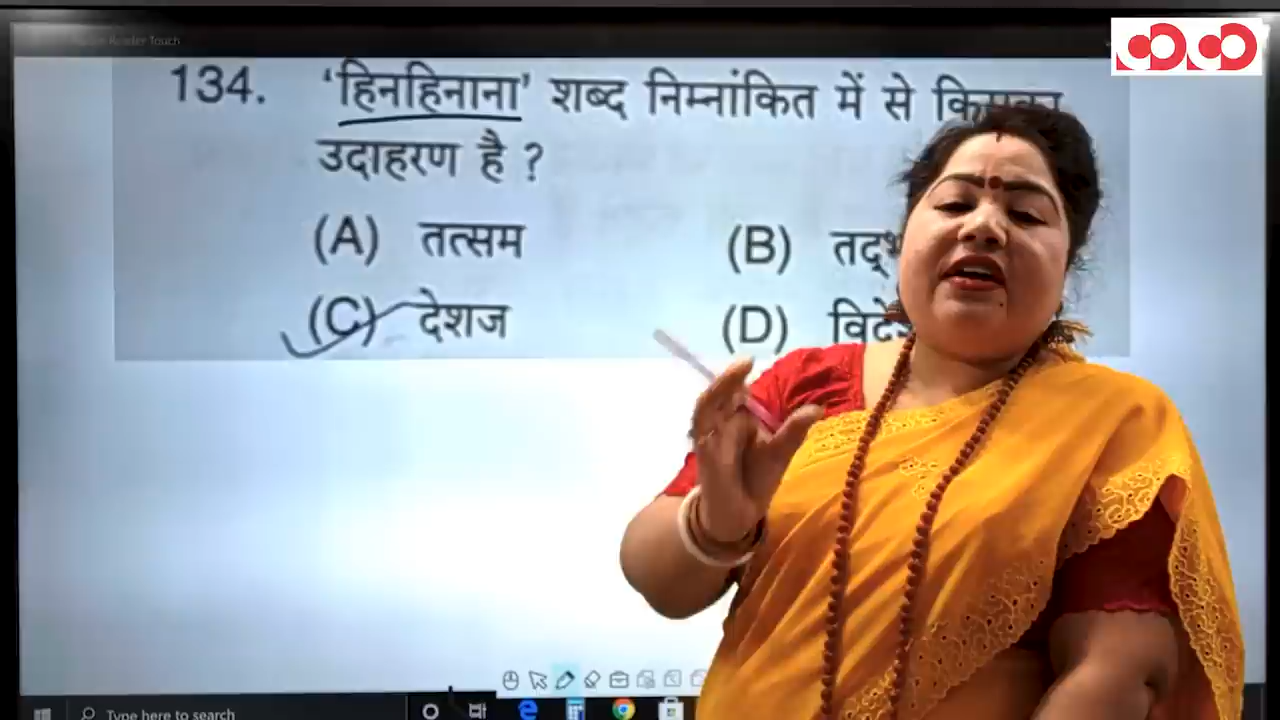 134. 'हिनहिनाना' शब्द निम्नांकित में से
उदाहरण है ?
(A) तत्सम (B)
(C) देशज (D)
Type here to search